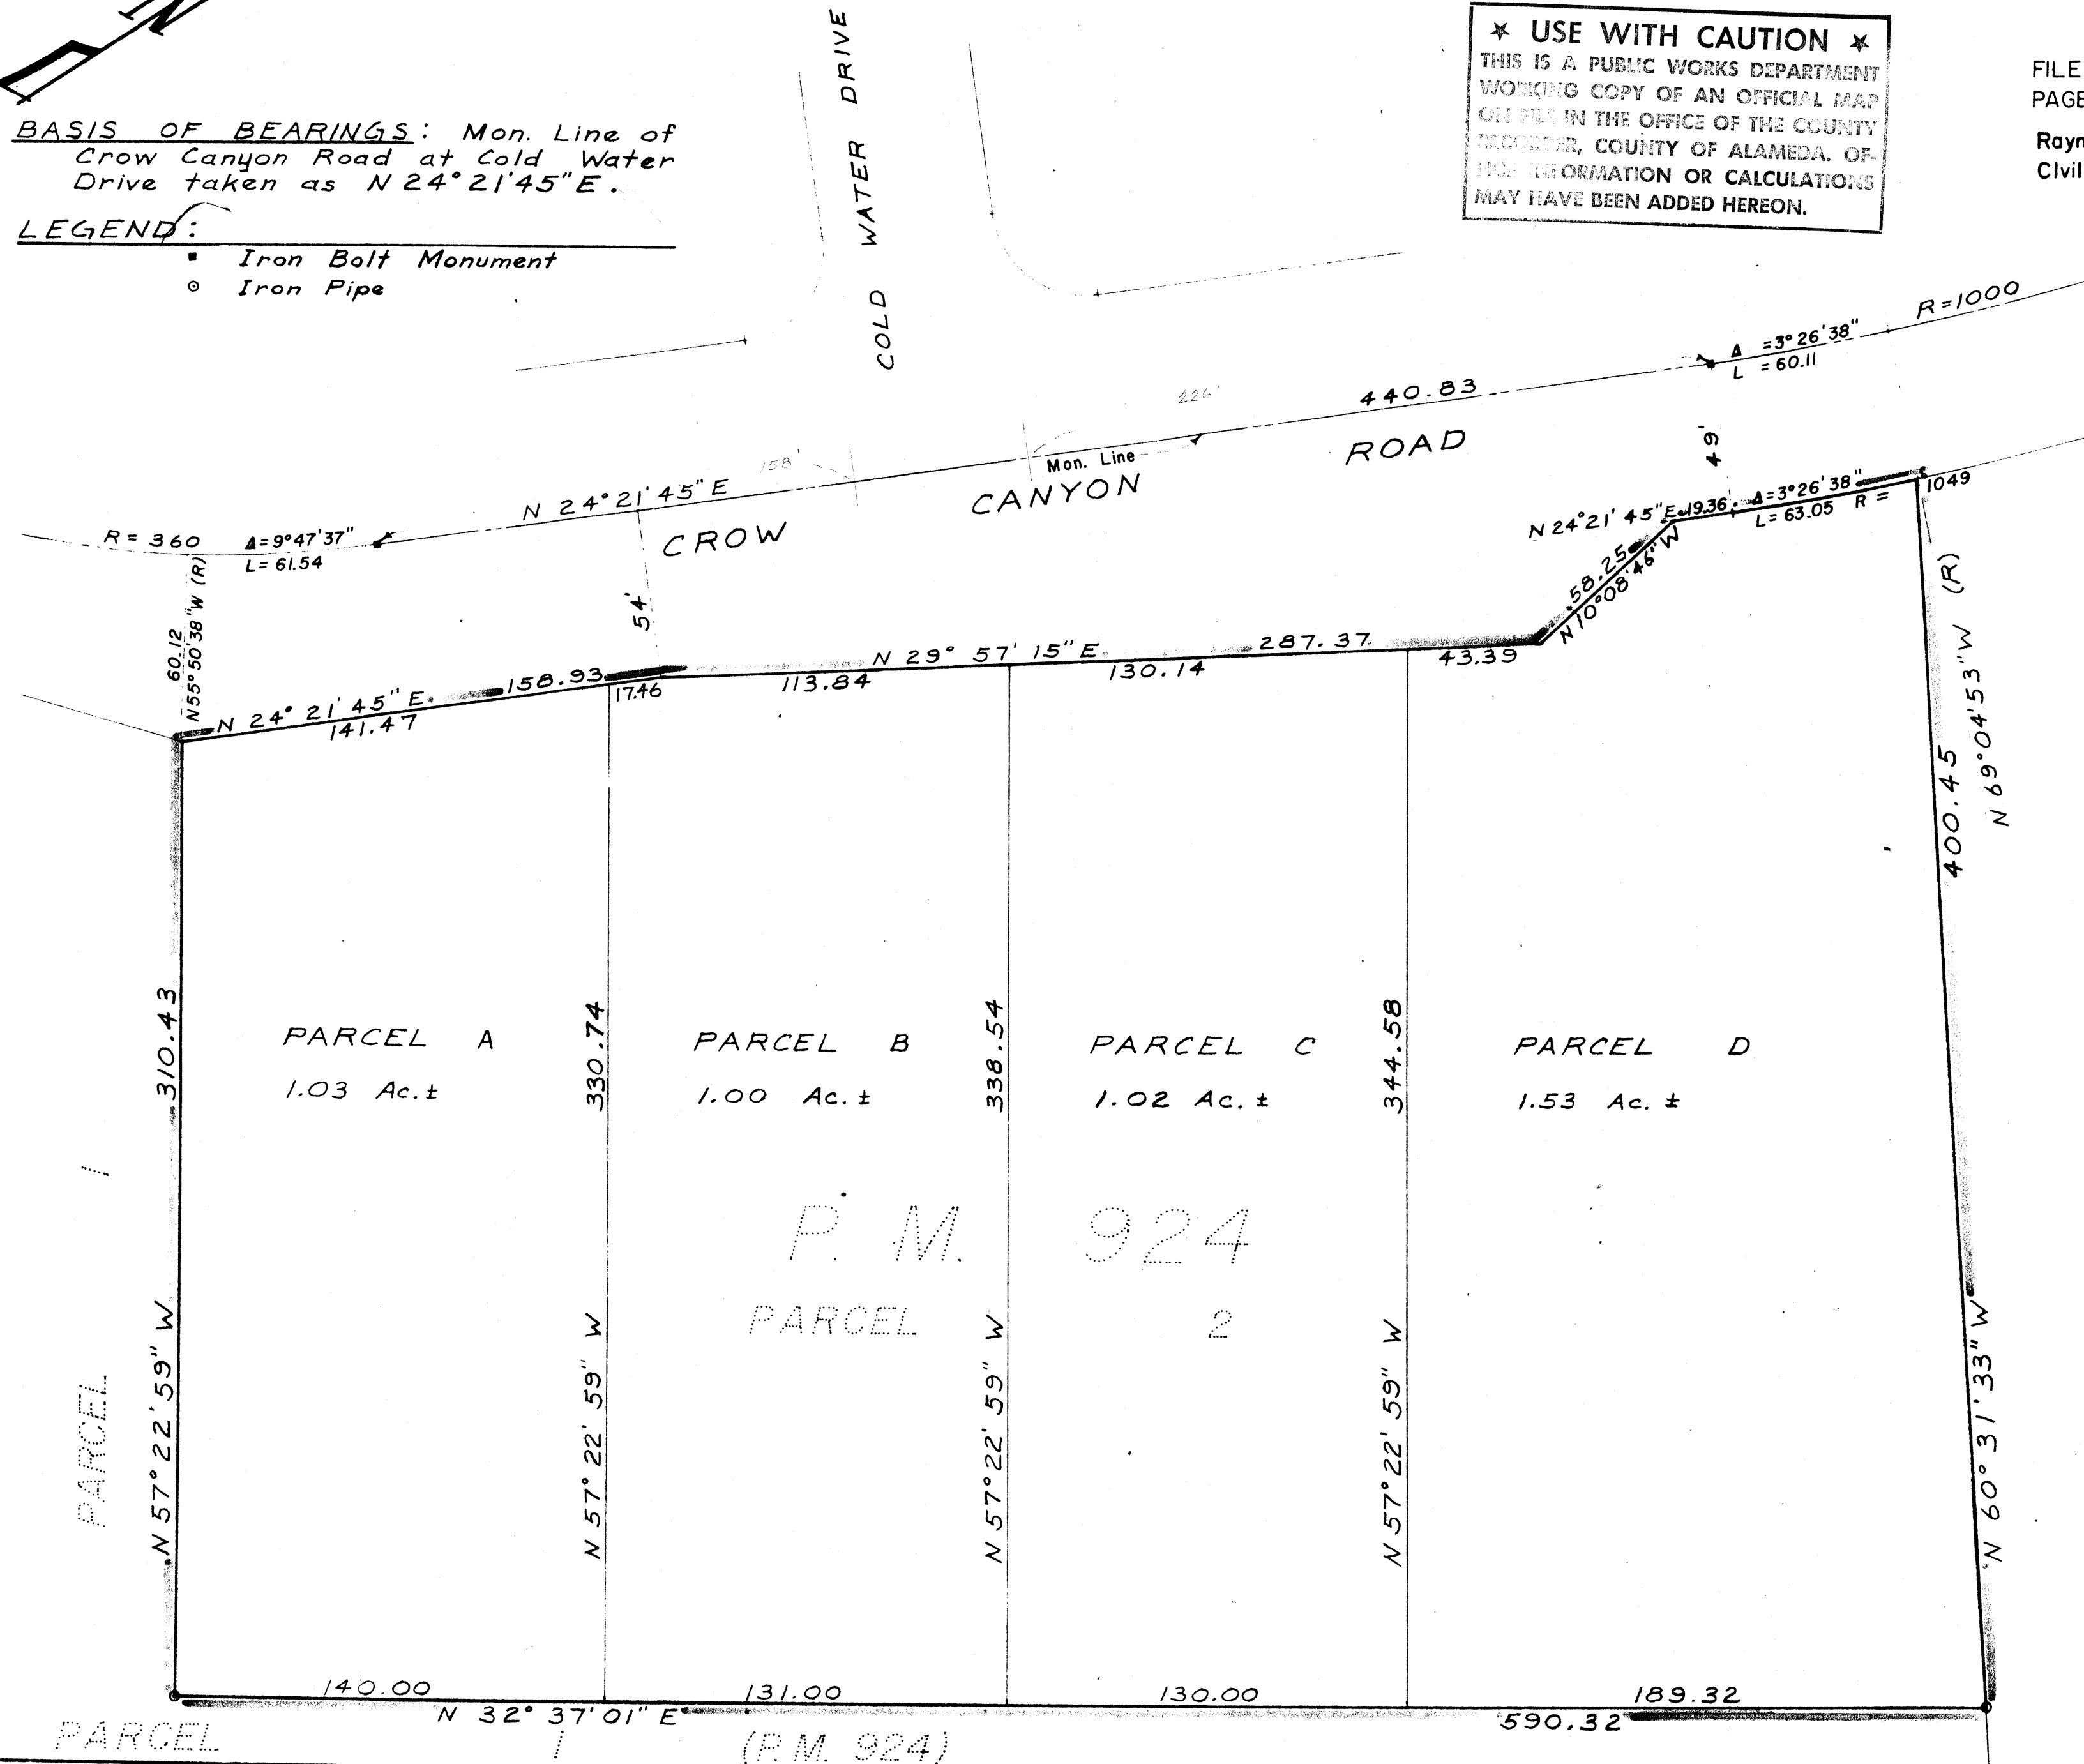 N
BASIS OF BEARINGS: Mon. Line of
Crow Canyon Road at Cold Water
Drive taken as N 24° 21' 45" E.
LEGEND:
Iron Bolt Monument
Iron Pipe
COLD WATER DRIVE
★ USE WITH CAUTION ★
THIS IS A PUBLIC WORKS DEPARTMENT
WORKING COPY OF AN OFFICIAL MAP
IN THE OFFICE OF THE COUNTY
RECORDER, COUNTY OF ALAMEDA. OF-
INFORMATION OR CALCULATIONS
MAY HAVE BEEN ADDED HEREON.
FILE
PAGE
Rayn
Civil
R=1000
Δ = 3° 26' 38"
L = 60.11
440.83
226'
158'
Mon. Line
N 24° 21' 45" E
CROW CANYON ROAD
R = 360
Δ = 9° 47' 37"
L = 61.54
60.12
N 55° 50' 38" W (R)
54'
49'
N 24° 21' 45" E 19.36
Δ = 3° 26' 38"
L = 63.05 R =
1049
58.25
N 10° 08' 46" W
N 24° 21' 45" E 158.93
141.47
17.46
N 29° 57' 15" E 287.37
113.84
130.14
43.39
N 69° 04' 53" W (R)
400.45
N 60° 31' 33" W
310.43
N 57° 22' 59" W
330.74
N 57° 22' 59" W
338.54
N 57° 22' 59" W
344.58
N 57° 22' 59" W
PARCEL A
1.03 Ac. ±
PARCEL B
1.00 Ac. ±
PARCEL C
1.02 Ac. ±
PARCEL D
1.53 Ac. ±
P. M. 924
PARCEL 2
PARCEL 1
140.00
131.00
130.00
189.32
N 32° 37' 01" E
590.32
PARCEL 1 (P.M. 924)